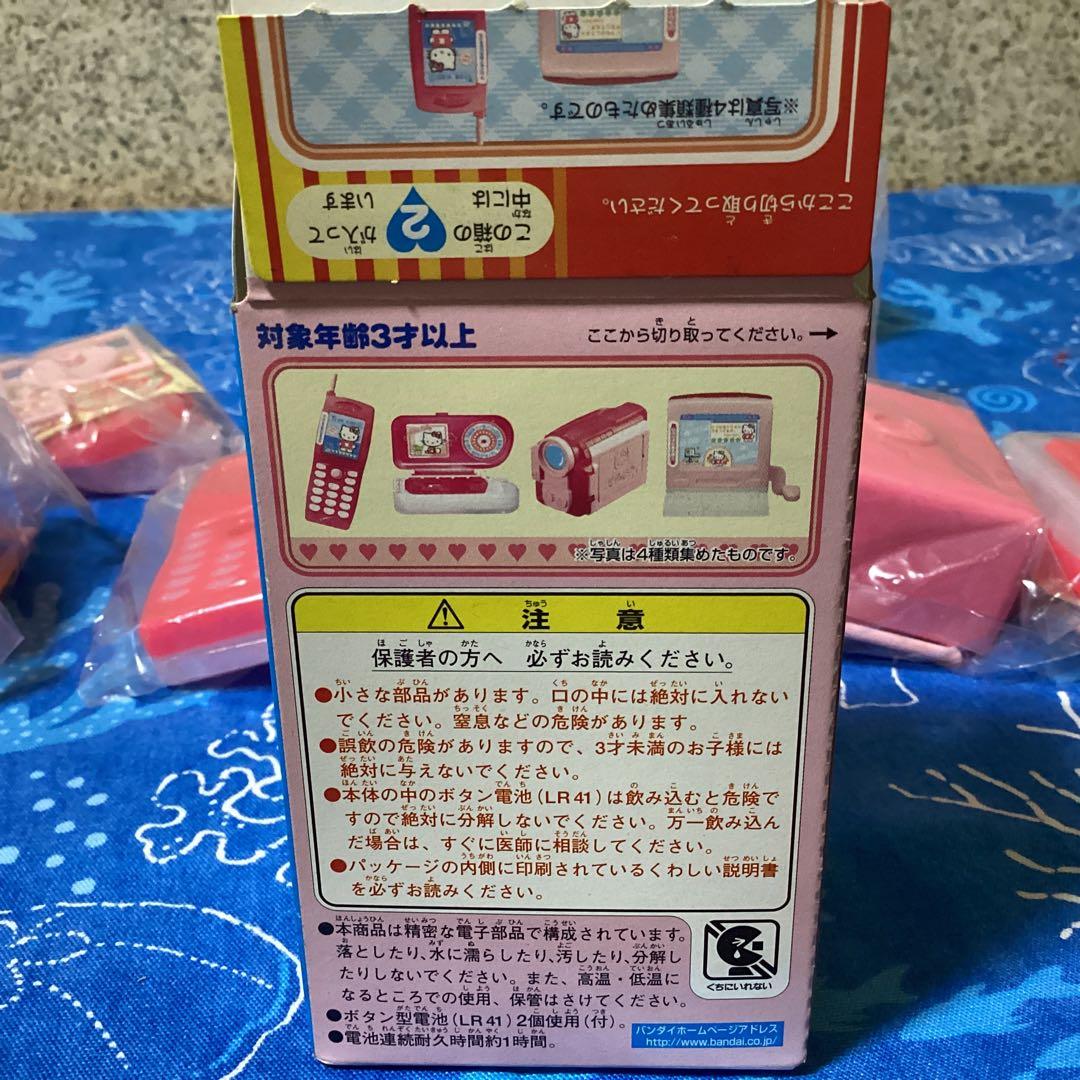 ※写真は4種類集めたものです。
ここから切り取ってください。
この箱の
中には
2
が入って
います
対象年齢3才以上
ここから切り取ってください。→
※写真は4種類集めたものです。
⚠ 注意
保護者の方へ 必ずお読みください。
●小さな部品があります。口の中には絶対に入れない
でください。窒息などの危険があります。
●誤飲の危険がありますので、3才未満のお子様には
絶対に与えないでください。
●本体の中のボタン電池(LR41)は飲み込むと危険で
すので絶対に分解しないでください。万一飲み込ん
だ場合は、すぐに医師に相談してください。
●パッケージの内側に印刷されているくわしい説明書
を必ずお読みください。
●本商品は精密な電子部品で構成されています。
落としたり、水に濡らしたり、汚したり、分解し
たりしないでください。また、高温・低温に
なるところでの使用、保管はさけてください。
●ボタン型電池(LR41)2個使用(付)。
●電池連続耐久時間約1時間。
くちにいれない
バンダイホームページアドレス
http://www.bandai.co.jp/